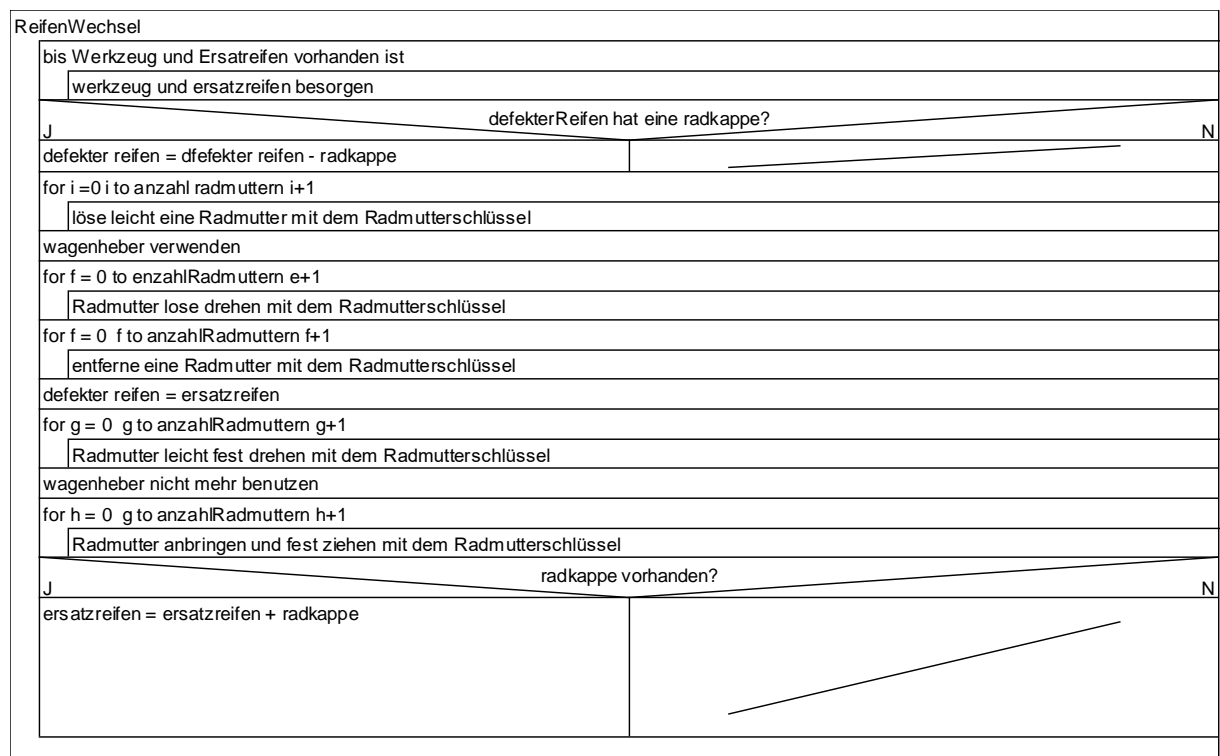 ReifenWechsel
bis Werkzeug und Ersatreifen vorhanden ist
werkzeug und ersatzreifen besorgen
defekterReifen hat eine radkappe?
J
N
defekter reifen = dfefekter reifen - radkappe
for i =0 i to anzahl radmuttern i+1
löse leicht eine Radmutter mit dem Radmutterschlüssel
wagenheber verwenden
for f = 0 to enzahlRadmuttern e+1
Radmutter lose drehen mit dem Radmutterschlüssel
for f = 0 f to anzahlRadmuttern f+1
entferne eine Radmutter mit dem Radmutterschlüssel
defekter reifen = ersatzreifen
for g = 0 g to anzahlRadmuttern g+1
Radmutter leicht fest drehen mit dem Radmutterschlüssel
wagenheber nicht mehr benutzen
for h = 0 g to anzahlRadmuttern h+1
Radmutter anbringen und fest ziehen mit dem Radmutterschlüssel
radkappe vorhanden?
J
N
ersatzreifen = ersatzreifen + radkappe